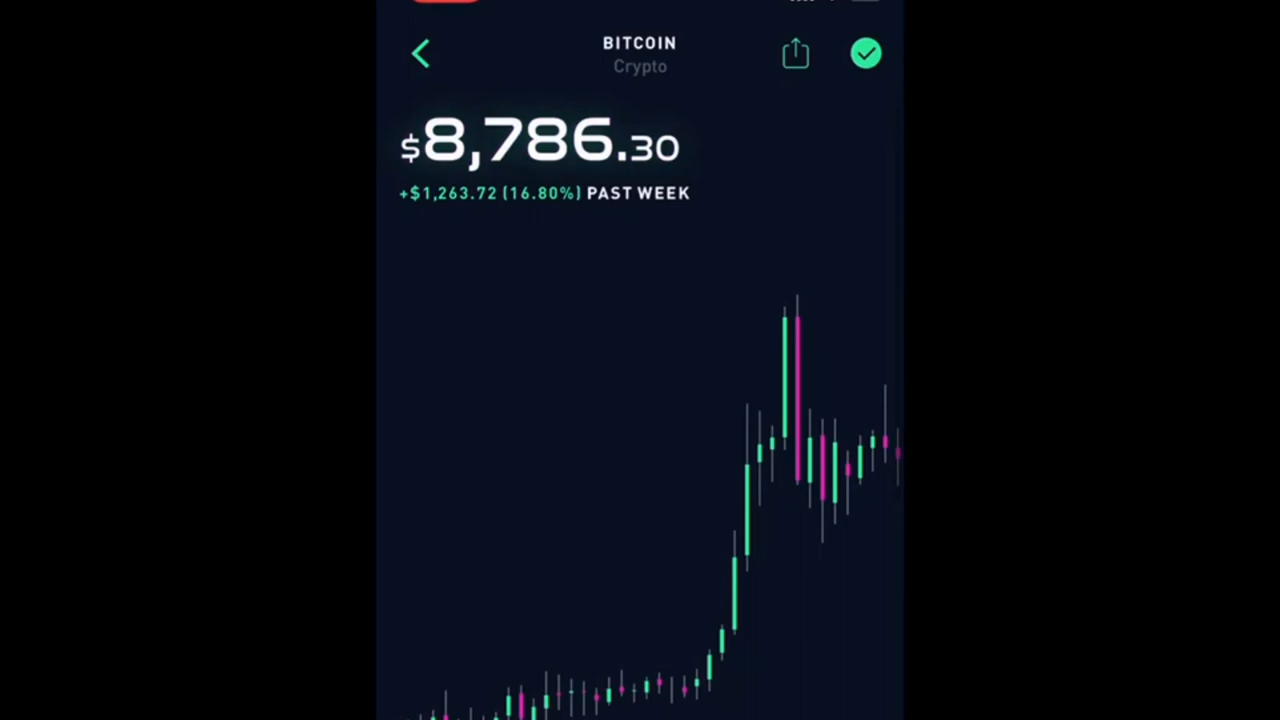 BITCOIN
Crypto
$8,786.30
+$1,263.72 (16.80%) PAST WEEK